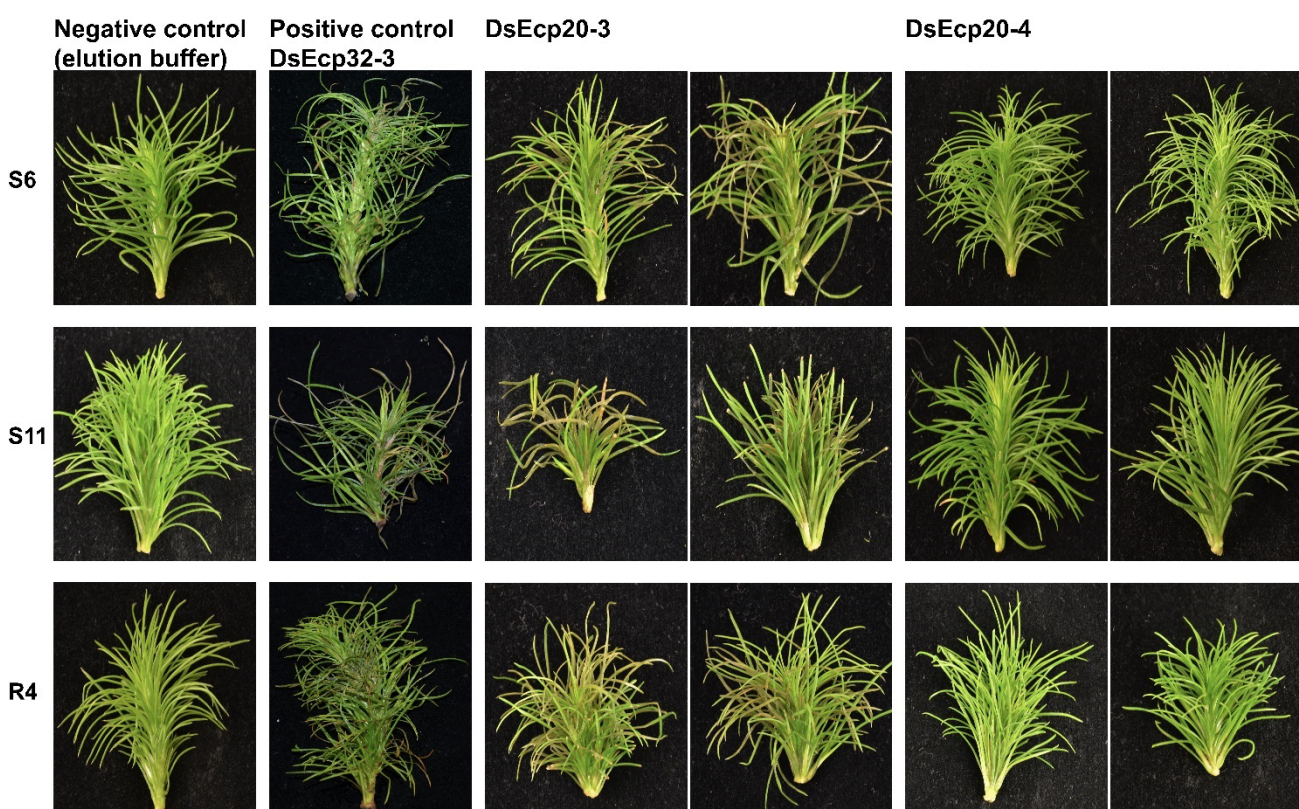 Negative control
(elution buffer)
Positive control
DsEcp32-3
DsEcp20-3
DsEcp20-4
S6
S11
R4